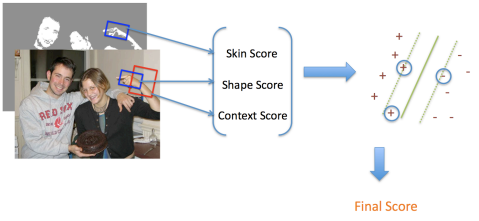 Skin Score
Shape Score
Context Score
RED SOX
Final Score